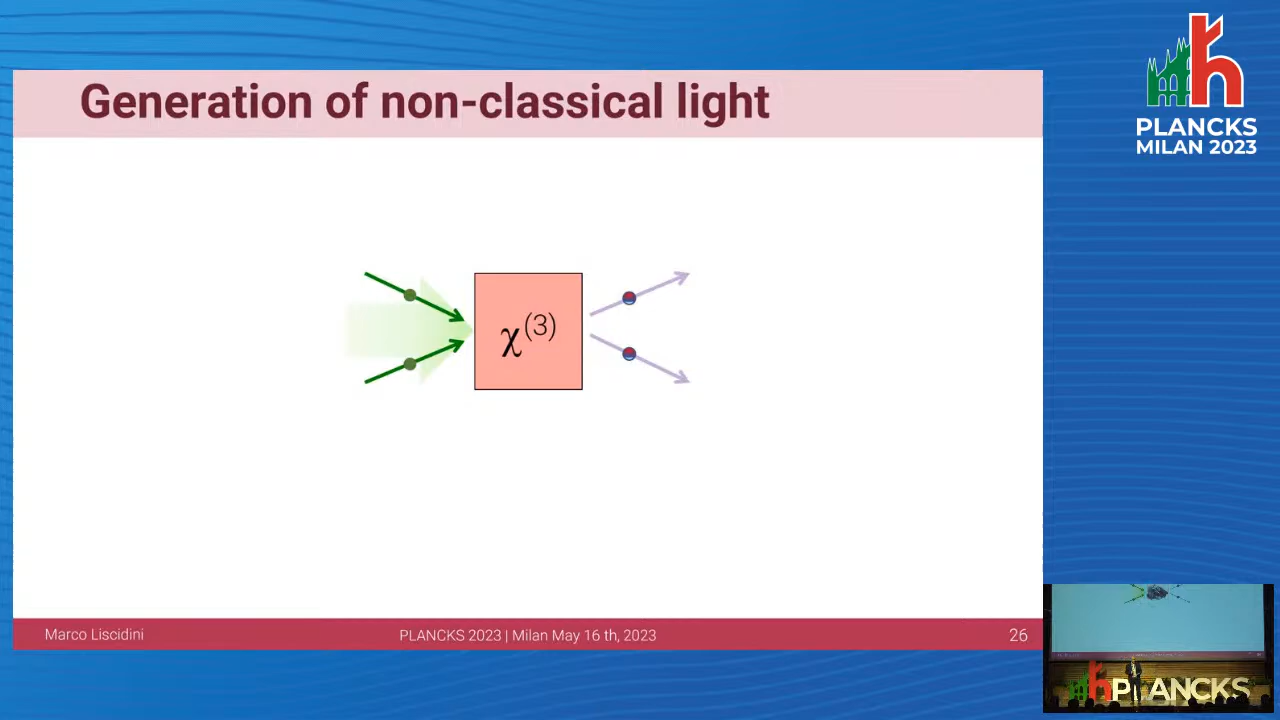 Generation of non-classical light
χ(3)
Marco Liscidini
PLANCKS 2023 | Milan May 16 th, 2023
26
PLANCKS
MILAN 2023
PLANCKS